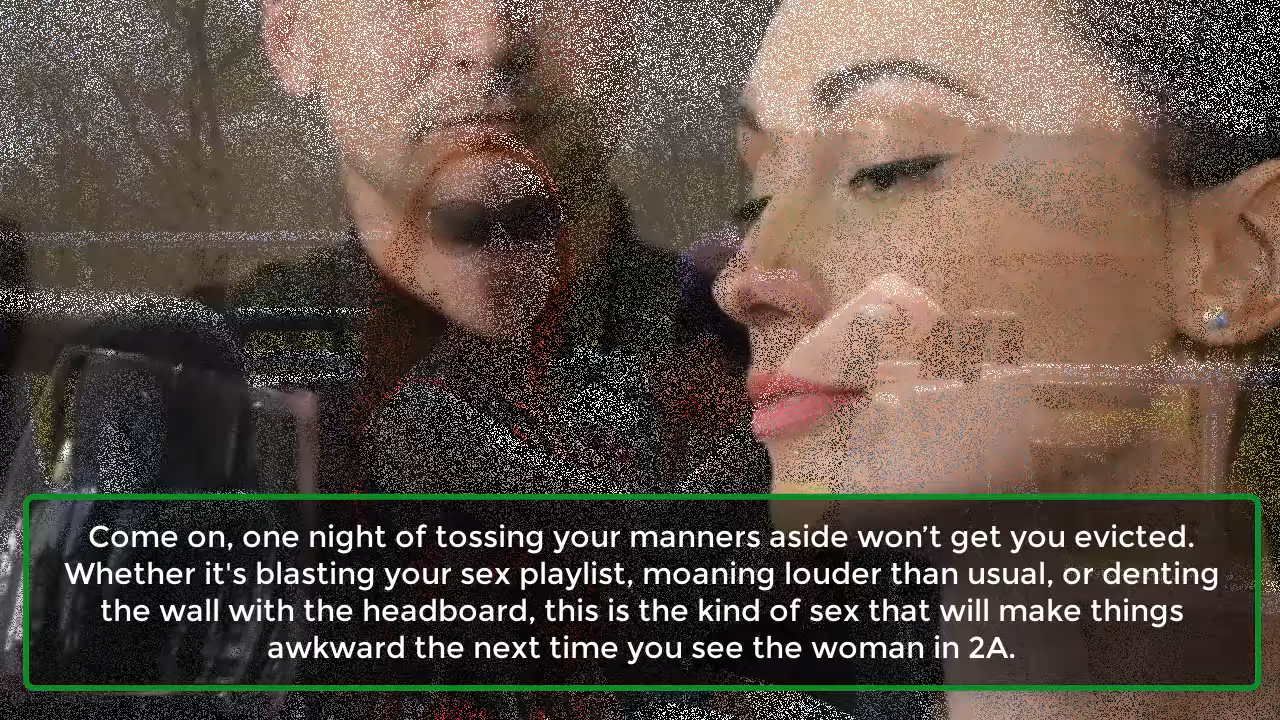 Come on, one night of tossing your manners aside won’t get you evicted.
Whether it's blasting your sex playlist, moaning louder than usual, or denting
the wall with the headboard, this is the kind of sex that will make things
awkward the next time you see the woman in 2A.